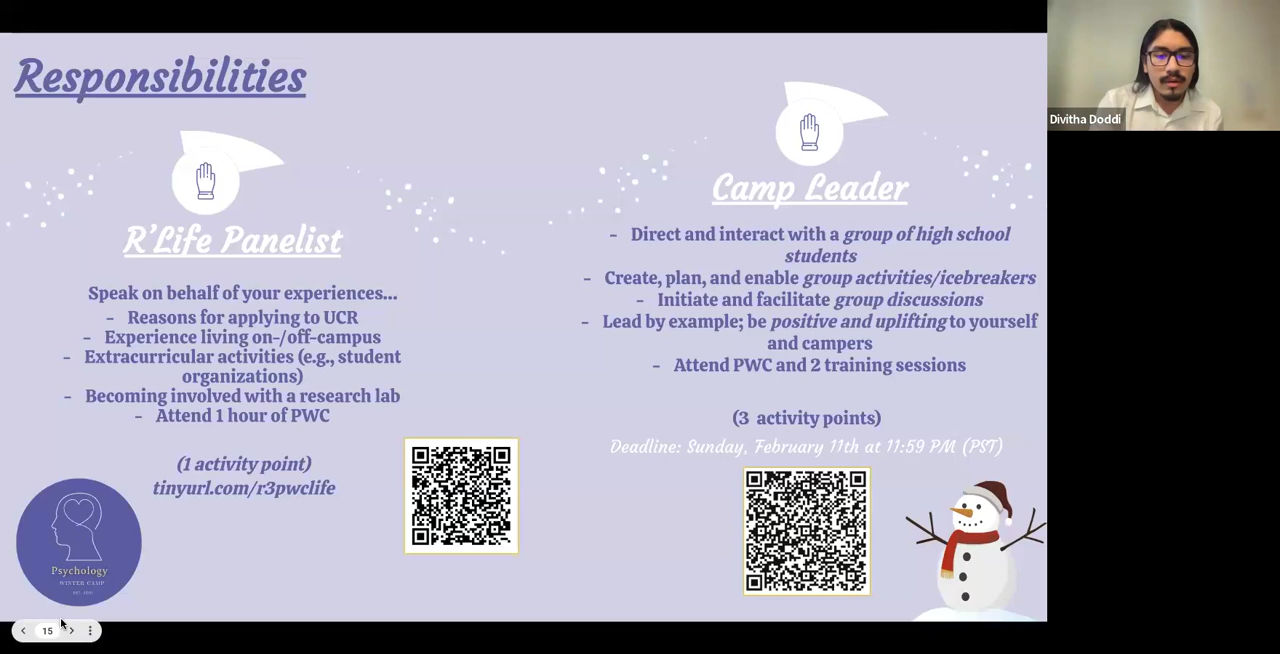 Responsibilities
R'Life Panelist
Speak on behalf of your experiences...
- Reasons for applying to UCR
- Experience living on-/off-campus
- Extracurricular activities (e.g., student
organizations)
- Becoming involved with a research lab
- Attend 1 hour of PWC
(1 activity point)
tinyurl.com/r3pwclife
Psychology
WINTER CAMP
Camp Leader
- Direct and interact with a group of high school
students
- Create, plan, and enable group activities/icebreakers
- Initiate and facilitate group discussions
- Lead by example; be positive and uplifting to yourself
and campers
- Attend PWC and 2 training sessions
(3 activity points)
Deadline: Sunday, February 11th at 11:59 PM (PST)
15
Divitha Doddi